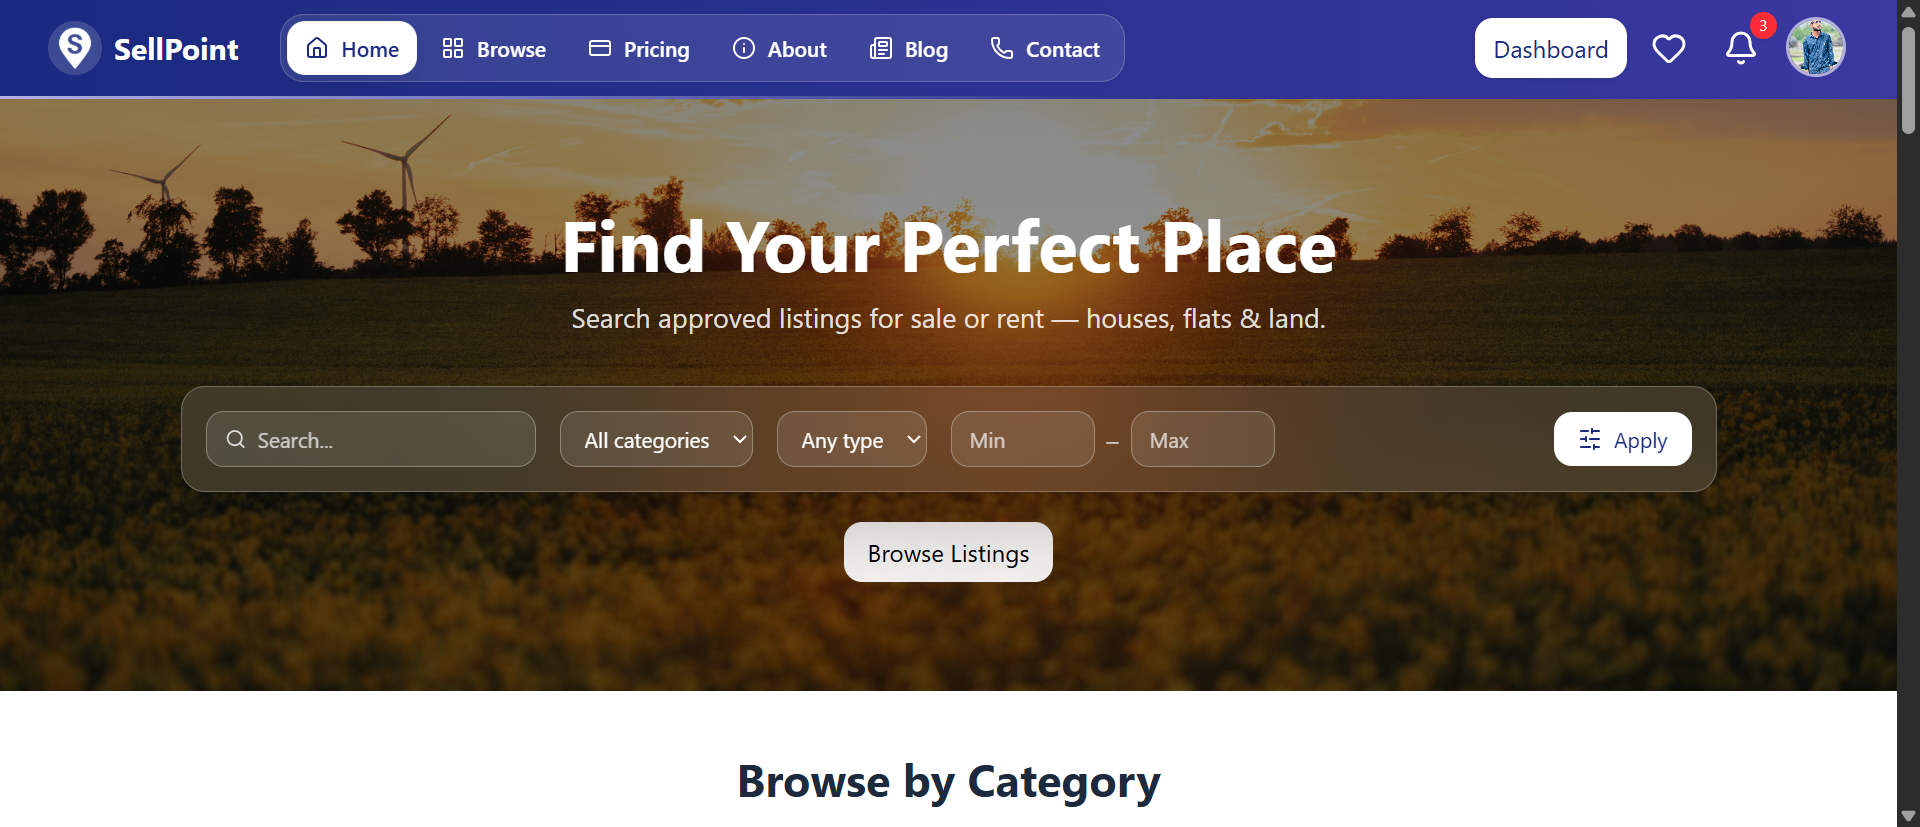 S SellPoint
Home Browse Pricing About Blog Contact
Dashboard
3
Find Your Perfect Place
Search approved listings for sale or rent — houses, flats & land.
Search...
All categories
Any type
Min – Max
Apply
Browse Listings
Browse by Category